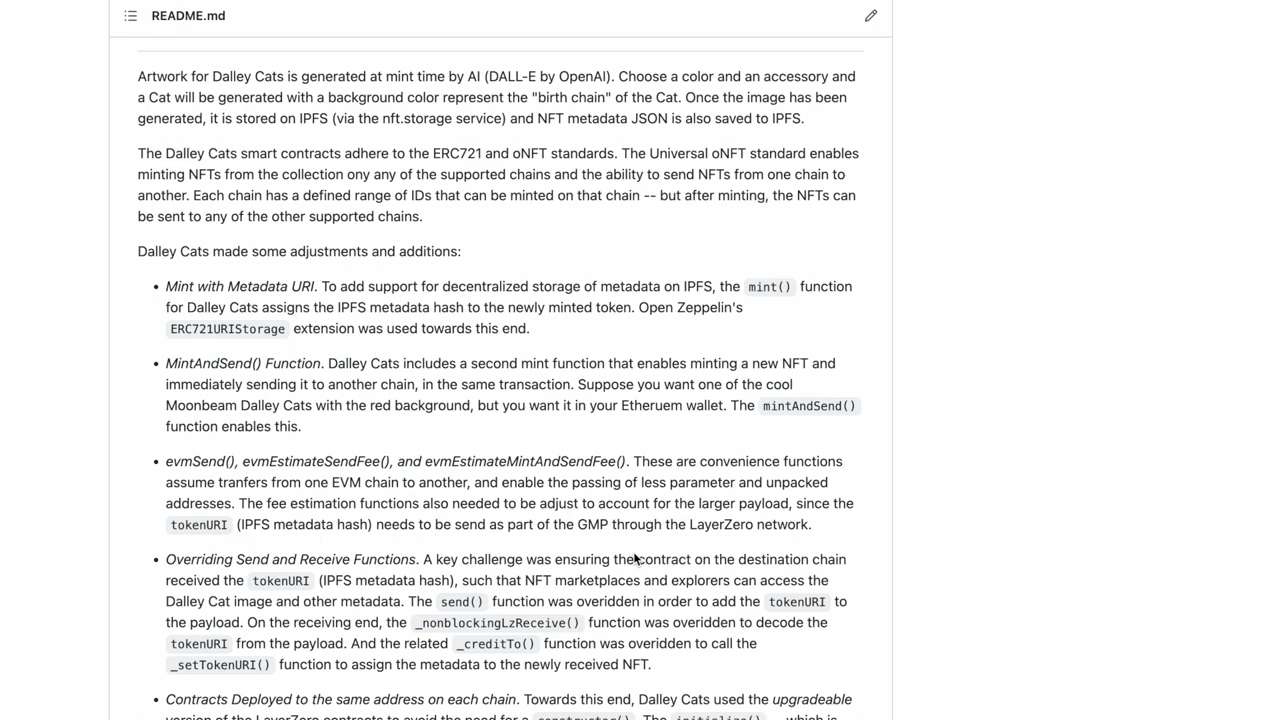 README.md
Artwork for Dalley Cats is generated at mint time by AI (DALL-E by OpenAI). Choose a color and an accessory and
a Cat will be generated with a background color represent the "birth chain" of the Cat. Once the image has been
generated, it is stored on IPFS (via the nft.storage service) and NFT metadata JSON is also saved to IPFS.
The Dalley Cats smart contracts adhere to the ERC721 and oNFT standards. The Universal oNFT standard enables
minting NFTs from the collection ony any of the supported chains and the ability to send NFTs from one chain to
another. Each chain has a defined range of IDs that can be minted on that chain -- but after minting, the NFTs can
be sent to any of the other supported chains.
Dalley Cats made some adjustments and additions:
• Mint with Metadata URI. To add support for decentralized storage of metadata on IPFS, the mint() function
for Dalley Cats assigns the IPFS metadata hash to the newly minted token. Open Zeppelin's
ERC721URIStorage extension was used towards this end.
• MintAndSend() Function. Dalley Cats includes a second mint function that enables minting a new NFT and
immediately sending it to another chain, in the same transaction. Suppose you want one of the cool
Moonbeam Dalley Cats with the red background, but you want it in your Etheruem wallet. The mintAndSend()
function enables this.
• evmSend(), evmEstimateSendFee(), and evmEstimateMintAndSendFee(). These are convenience functions
assume tranfers from one EVM chain to another, and enable the passing of less parameter and unpacked
addresses. The fee estimation functions also needed to be adjust to account for the larger payload, since the
tokenURI (IPFS metadata hash) needs to be send as part of the GMP through the LayerZero network.
• Overriding Send and Receive Functions. A key challenge was ensuring the contract on the destination chain
received the tokenURI (IPFS metadata hash), such that NFT marketplaces and explorers can access the
Dalley Cat image and other metadata. The send() function was overidden in order to add the tokenURI to
the payload. On the receiving end, the _nonblockingLzReceive() function was overidden to decode the
tokenURI from the payload. And the related _creditTo() function was overidden to call the
_setTokenURI() function to assign the metadata to the newly received NFT.
• Contracts Deployed to the same address on each chain. Towards this end, Dalley Cats used the upgradeable
version of the LayerZero contracts to avoid the need for a constructor(). The initialize() -- which is